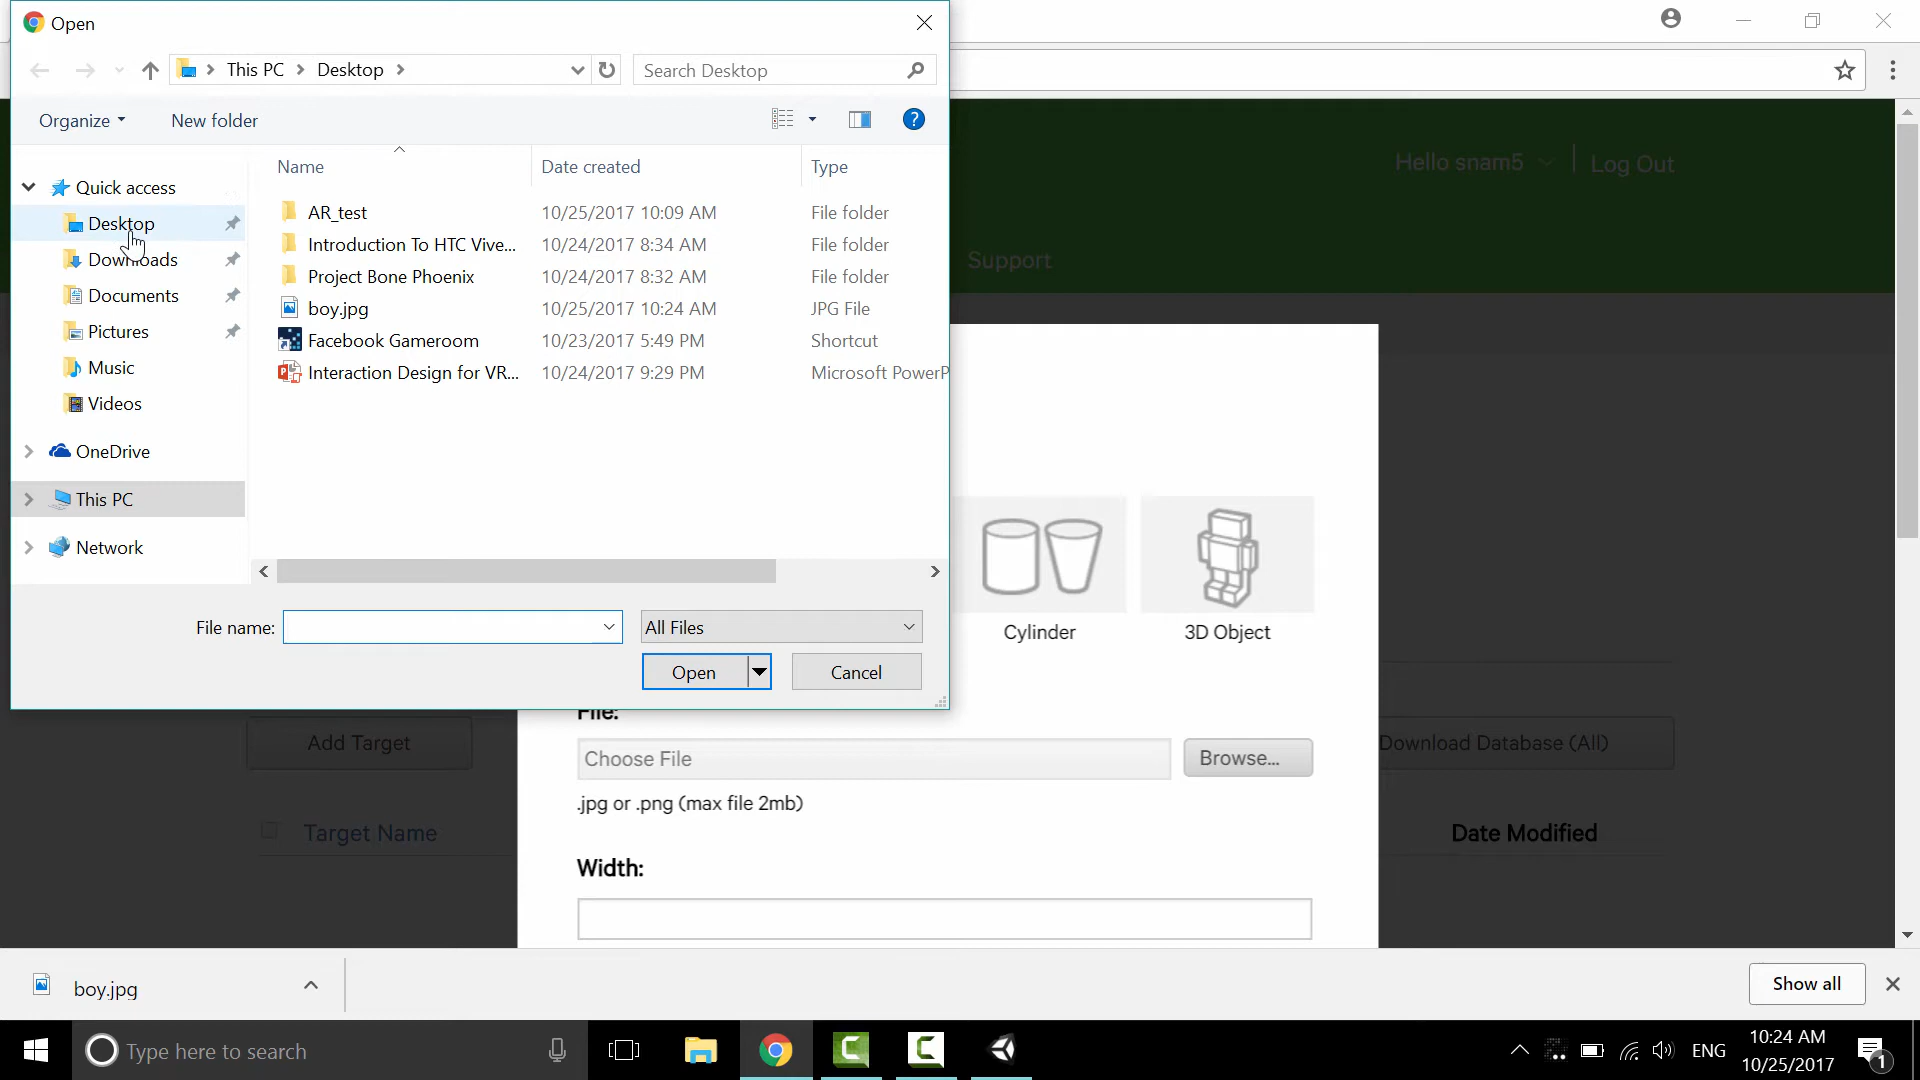 Open
This PC
Desktop
Search Desktop
Organize
New folder
Name
Date created
Type
Quick access
Desktop
Downloads
Documents
Pictures
Music
Videos
OneDrive
This PC
Network
AR_test 10/25/2017 10:09 AM File folder
Introduction To HTC Vive... 10/24/2017 8:34 AM File folder
Project Bone Phoenix 10/24/2017 8:32 AM File folder
boy.jpg 10/25/2017 10:24 AM JPG File
Facebook Gameroom 10/23/2017 5:49 PM Shortcut
Interaction Design for VR... 10/24/2017 9:29 PM Microsoft PowerP
File name:
All Files
Open
Cancel
Hello snam5
Log Out
Support
Cylinder
3D Object
File:
Add Target
Choose File
Browse...
Download Database (All)
.jpg or .png (max file 2mb)
Target Name
Date Modified
Width:
boy.jpg
Show all
Type here to search
ENG
10:24 AM
10/25/2017
1